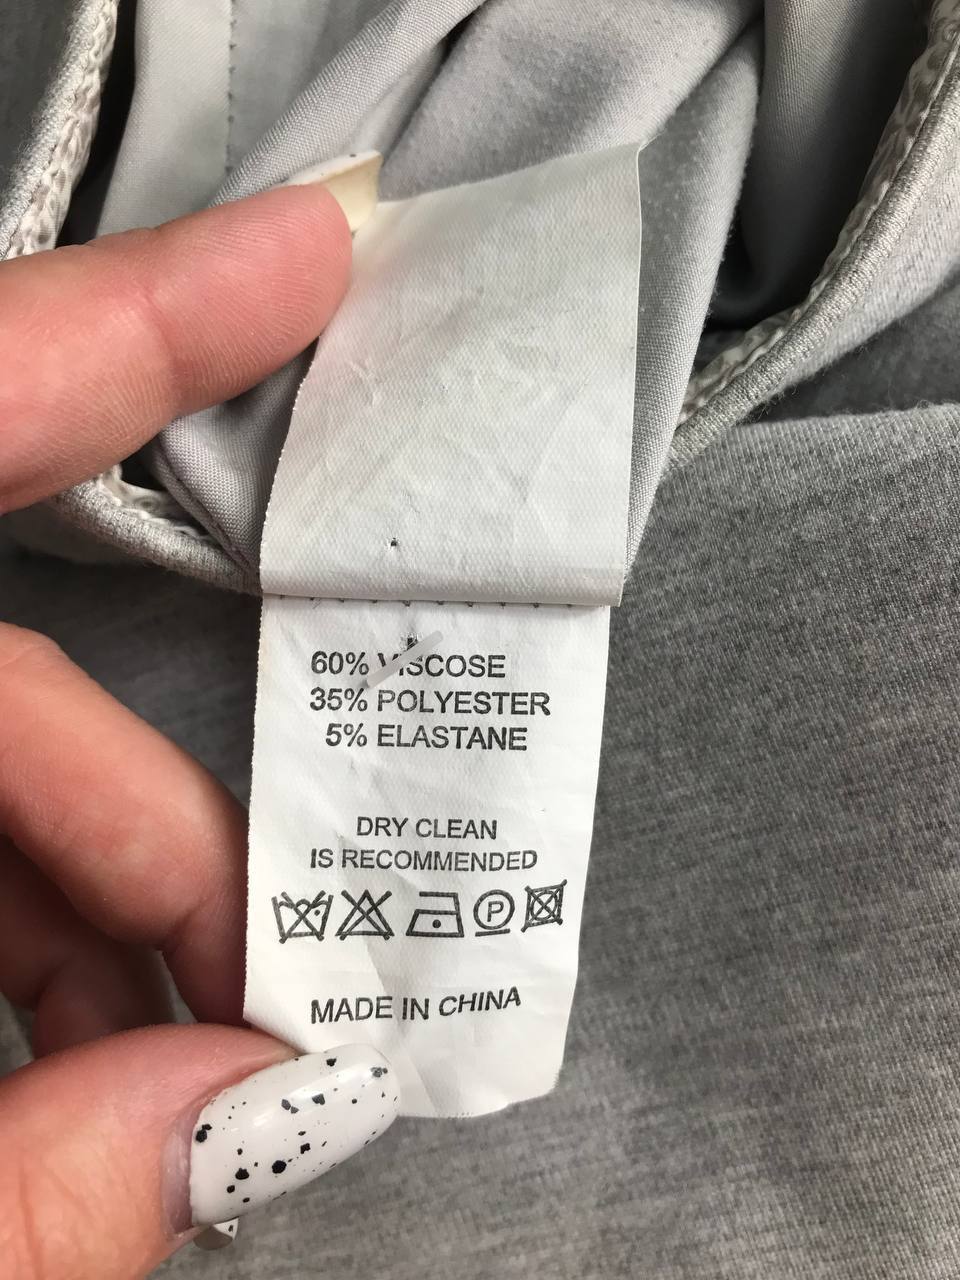 60% VISCOSE
35% POLYESTER
5% ELASTANE
DRY CLEAN
IS RECOMMENDED
P
MADE IN CHINA